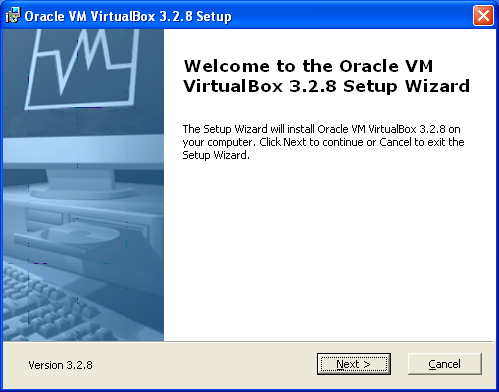 Oracle VM VirtualBox 3.2.8 Setup
Welcome to the Oracle VM
VirtualBox 3.2.8 Setup Wizard
The Setup Wizard will install Oracle VM VirtualBox 3.2.8 on
your computer. Click Next to continue or Cancel to exit the
Setup Wizard.
Version 3.2.8
Next >
Cancel